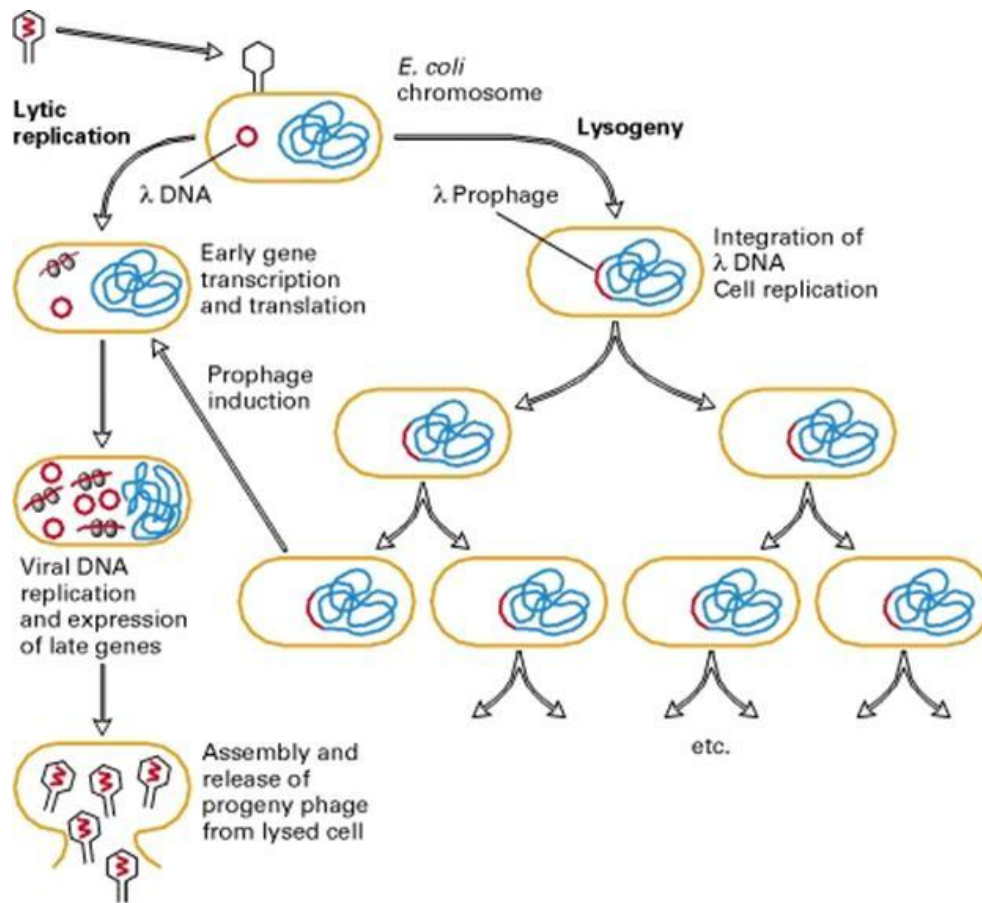 Lytic
replication
E. coli
chromosome
Lysogeny
λ DNA
λ Prophage
Integration of
λ DNA
Cell replication
Early gene
transcription
and translation
Prophage
induction
Viral DNA
replication
and expression
of late genes
etc.
Assembly and
release of
progeny phage
from lysed cell